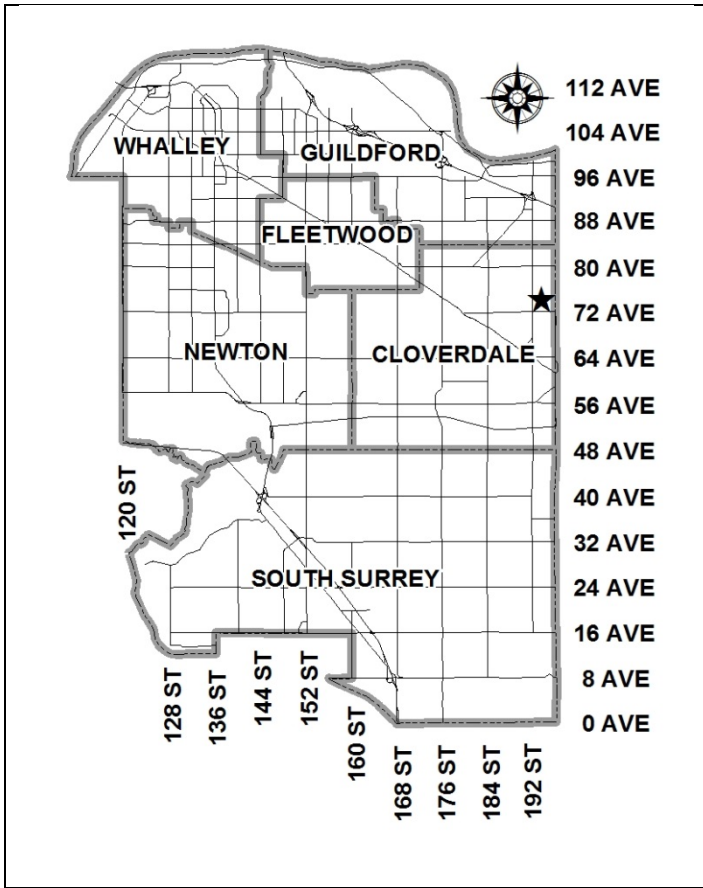 112 AVE
104 AVE
WHALLEY
GUILDFORD
96 AVE
88 AVE
FLEETWOOD
80 AVE
72 AVE
NEWTON
CLOVERDALE
64 AVE
56 AVE
48 AVE
120 ST
40 AVE
32 AVE
SOUTH SURREY
24 AVE
16 AVE
128 ST
136 ST
144 ST
152 ST
160 ST
8 AVE
0 AVE
168 ST
176 ST
184 ST
192 ST